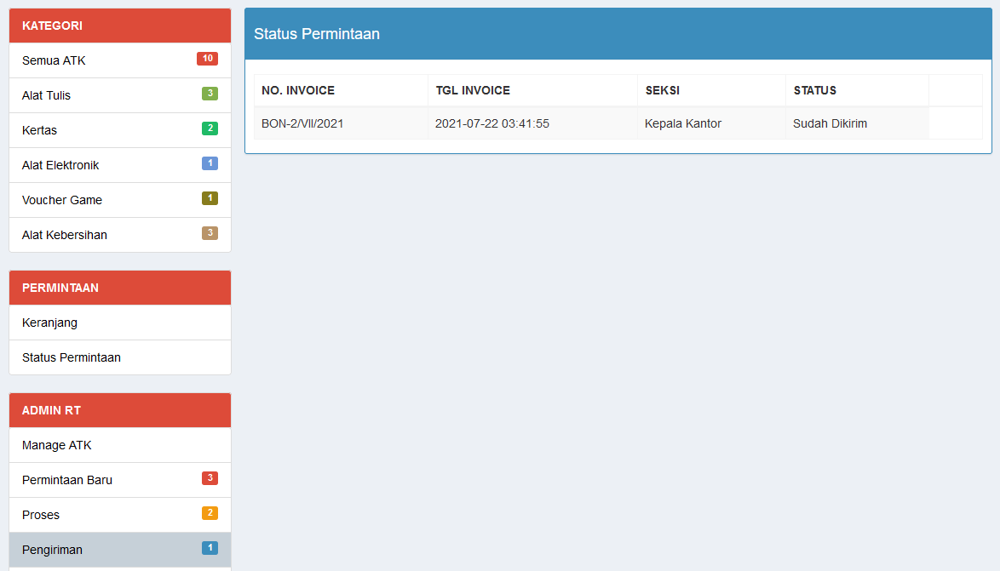 KATEGORI
Semua ATK 10
Alat Tulis 3
Kertas 2
Alat Elektronik 1
Voucher Game 1
Alat Kebersihan 3
PERMINTAAN
Keranjang
Status Permintaan
ADMIN RT
Manage ATK
Permintaan Baru 3
Proses 2
Pengiriman 1
Status Permintaan
NO. INVOICE TGL INVOICE SEKSI STATUS
BON-2/VII/2021 2021-07-22 03:41:55 Kepala Kantor Sudah Dikirim